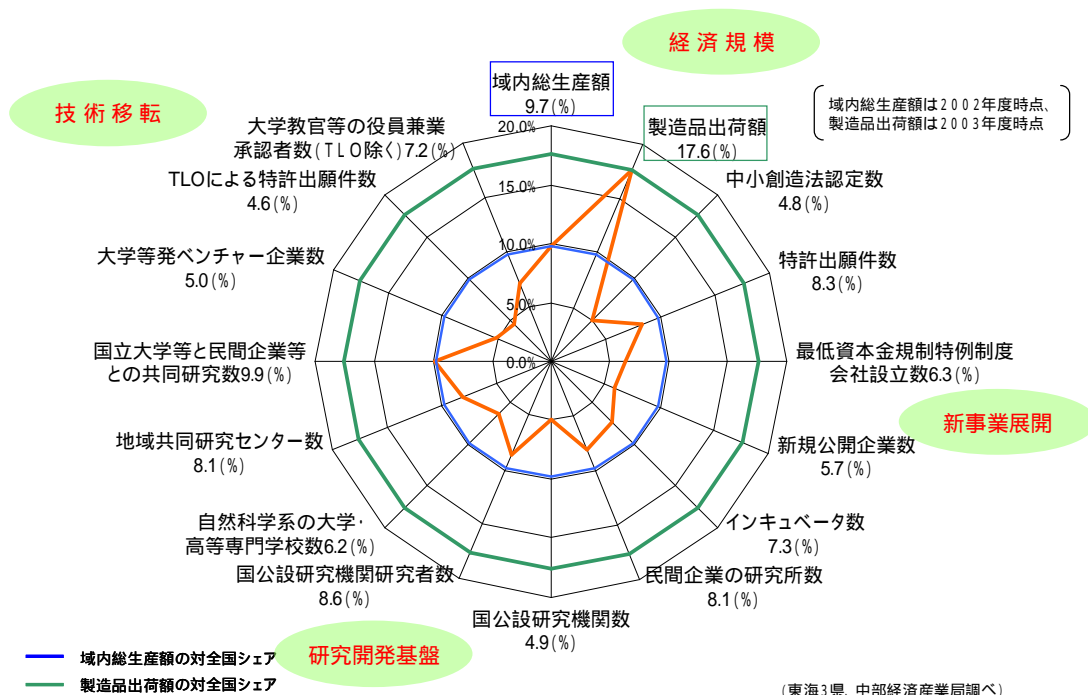 経済規模
技術移転
域内総生産額
9.7(%)
域内総生産額は2002年度時点、
製造品出荷額は2003年度時点
製造品出荷額
17.6(%)
大学教官等の役員兼業
承認者数(TLO除く)7.2(%)
TLOによる特許出願件数
4.6(%)
中小創造法認定数
4.8(%)
大学等発ベンチャー企業数
5.0(%)
特許出願件数
8.3(%)
20.0%
15.0%
10.0%
5.0%
0.0%
国立大学等と民間企業等
との共同研究数9.9(%)
最低資本金規制特例制度
会社設立数6.3(%)
新事業展開
地域共同研究センター数
8.1(%)
新規公開企業数
5.7(%)
自然科学系の大学・
高等専門学校数6.2(%)
インキュベータ数
7.3(%)
国公設研究機関研究者数
8.6(%)
民間企業の研究所数
8.1(%)
国公設研究機関数
4.9(%)
研究開発基盤
域内総生産額の対全国シェア
製造品出荷額の対全国シェア
(東海3県、中部経済産業局調べ)